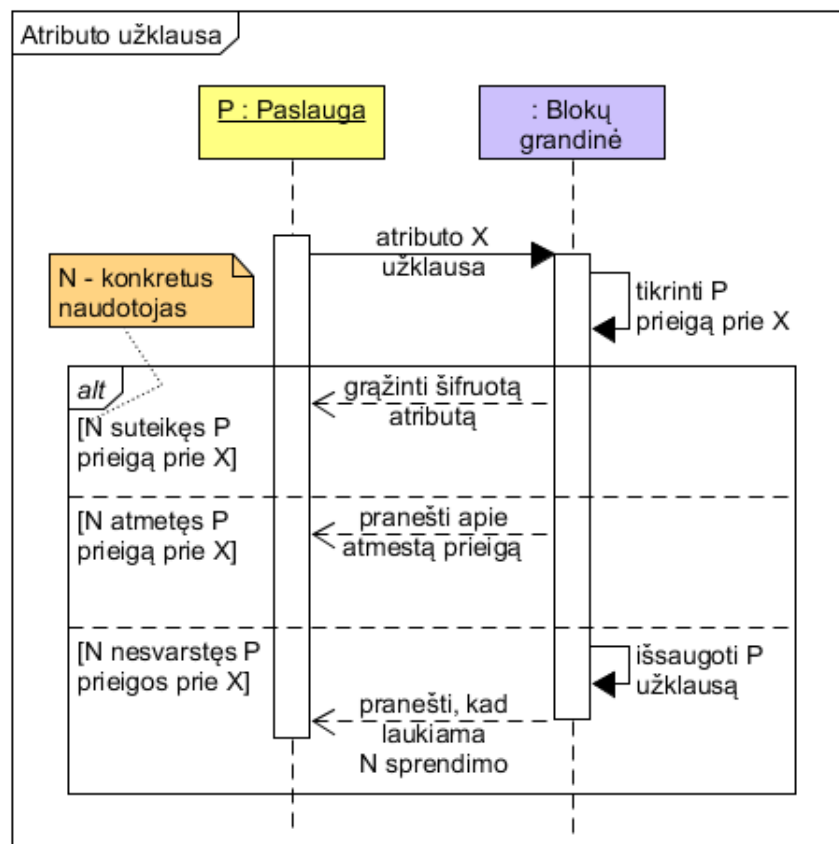 Atributo užklausa
P : Paslauga
: Blokų
grandinė
atributo X
užklausa
N - konkretus
naudotojas
tikrinti P
prieigą prie X
alt
grąžinti šifruotą
atributą
[N suteikęs P
prieigą prie X]
[N atmetęs P
prieigą prie X]
pranešti apie
atmestą prieigą
[N nesvarstęs P
prieigos prie X]
išsaugoti P
užklausą
pranešti, kad
laukiama
N sprendimo